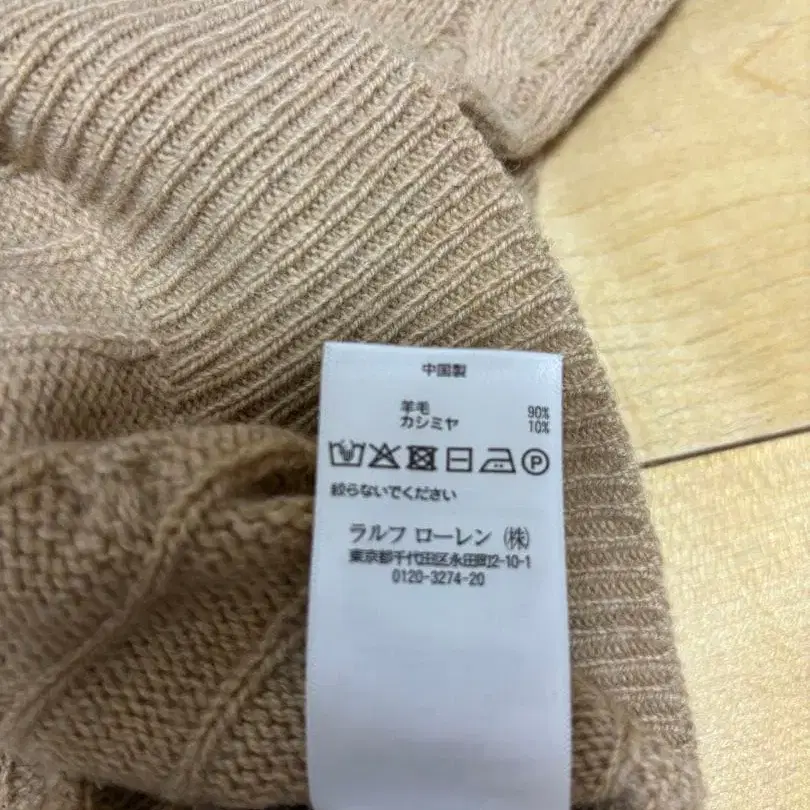 中国製
羊毛 90%
カシミヤ 10%
P
絞らないでください
ラルフ ローレン (株)
東京都千代田区永田町2-10-1
0120-3274-20